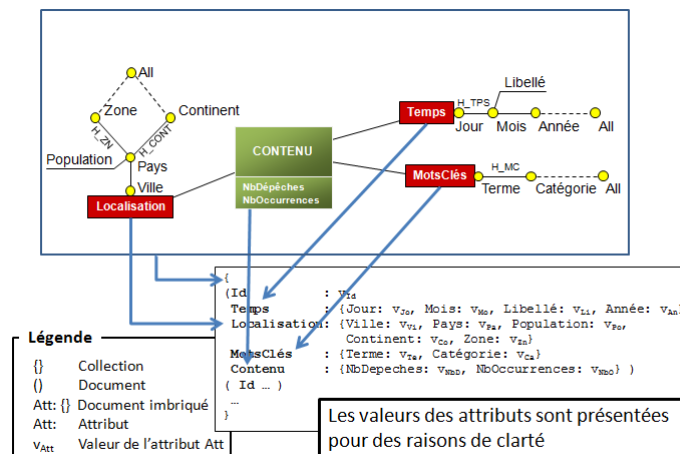 All
Zone
Continent
H_ZN
H_CONT
Population
Pays
Ville
Localisation
CONTENU
NbDépêches
NbOccurrences
Temps
H_TPS
Libellé
Jour
Mois
Année
All
MotsClés
H_MC
Terme
Catégorie
All
{
(Id : vId
Temps : {Jour: vJo, Mois: vMo, Libellé: vLi, Année: vAn}
Localisation: {Ville: vVi, Pays: vPa, Population: vPo,
Continent: vCo, Zone: vZn}
MotsClés : {Terme: vTe, Catégorie: vCa}
Contenu : {NbDepeches: vNbD, NbOccurrences: vNbO} )
( Id … )
…
}
Légende
{} Collection
() Document
Att: {} Document imbriqué
Att: Attribut
vAtt Valeur de l'attribut Att
Les valeurs des attributs sont présentées
pour des raisons de clarté